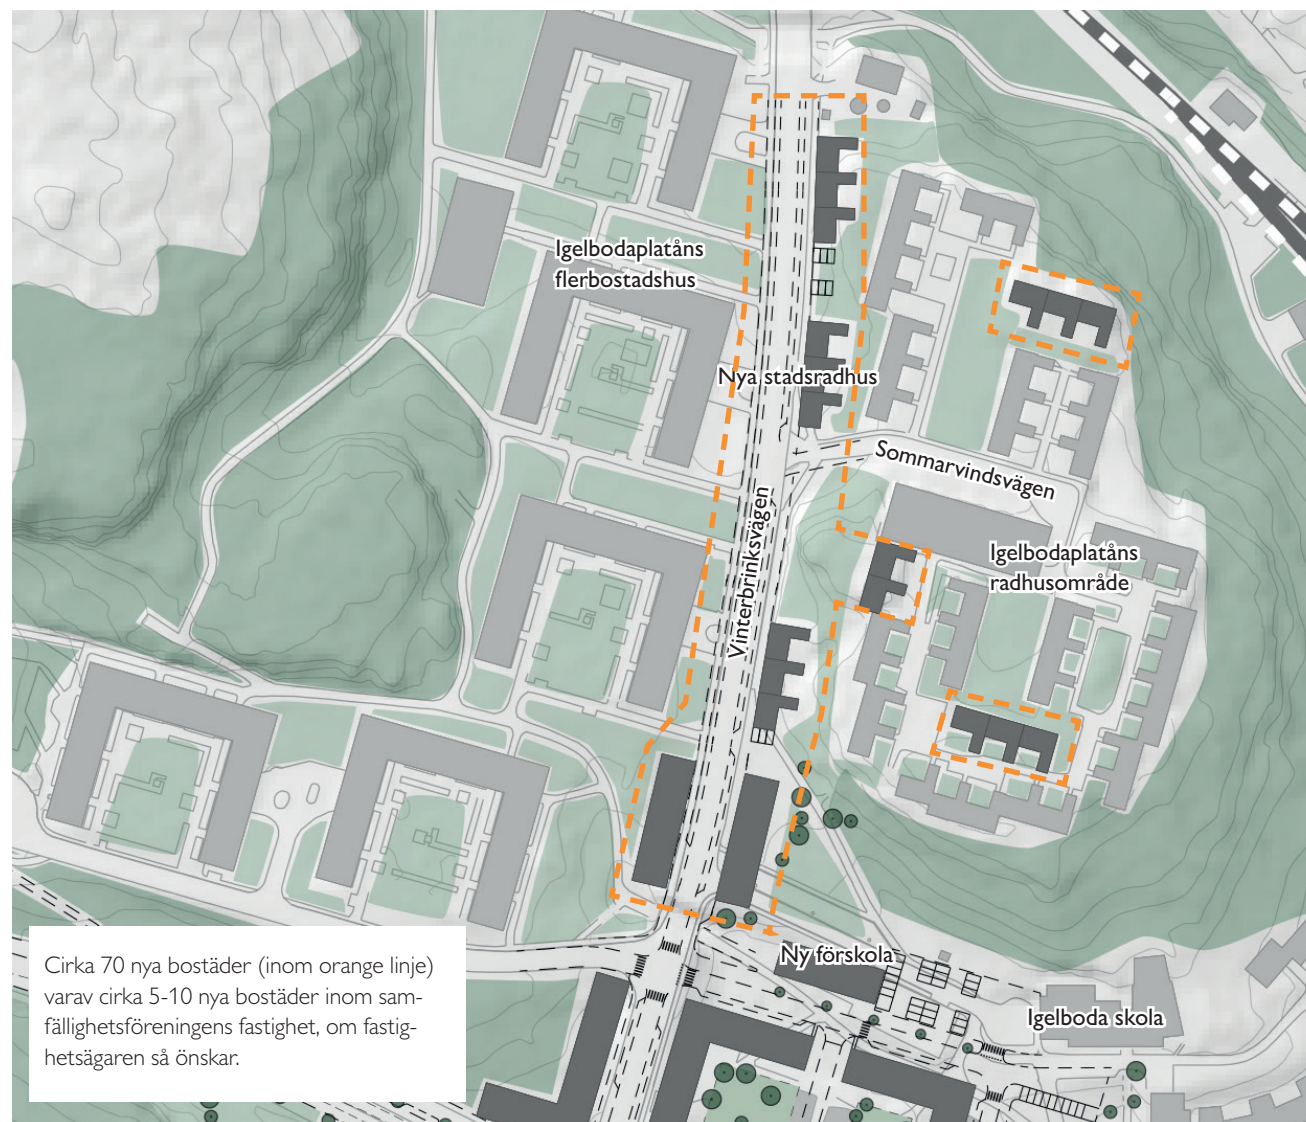 Igelbodaplatåns
flerbostadshus
Nya stadsradhus
Sommarvindsvägen
Vinterbrinksvägen
Igelbodaplatåns
radhusområde
Ny förskola
Igelboda skola
Cirka 70 nya bostäder (inom orange linje)
varav cirka 5-10 nya bostäder inom sam-
fällighetsföreningens fastighet, om fastig-
hetsägaren så önskar.